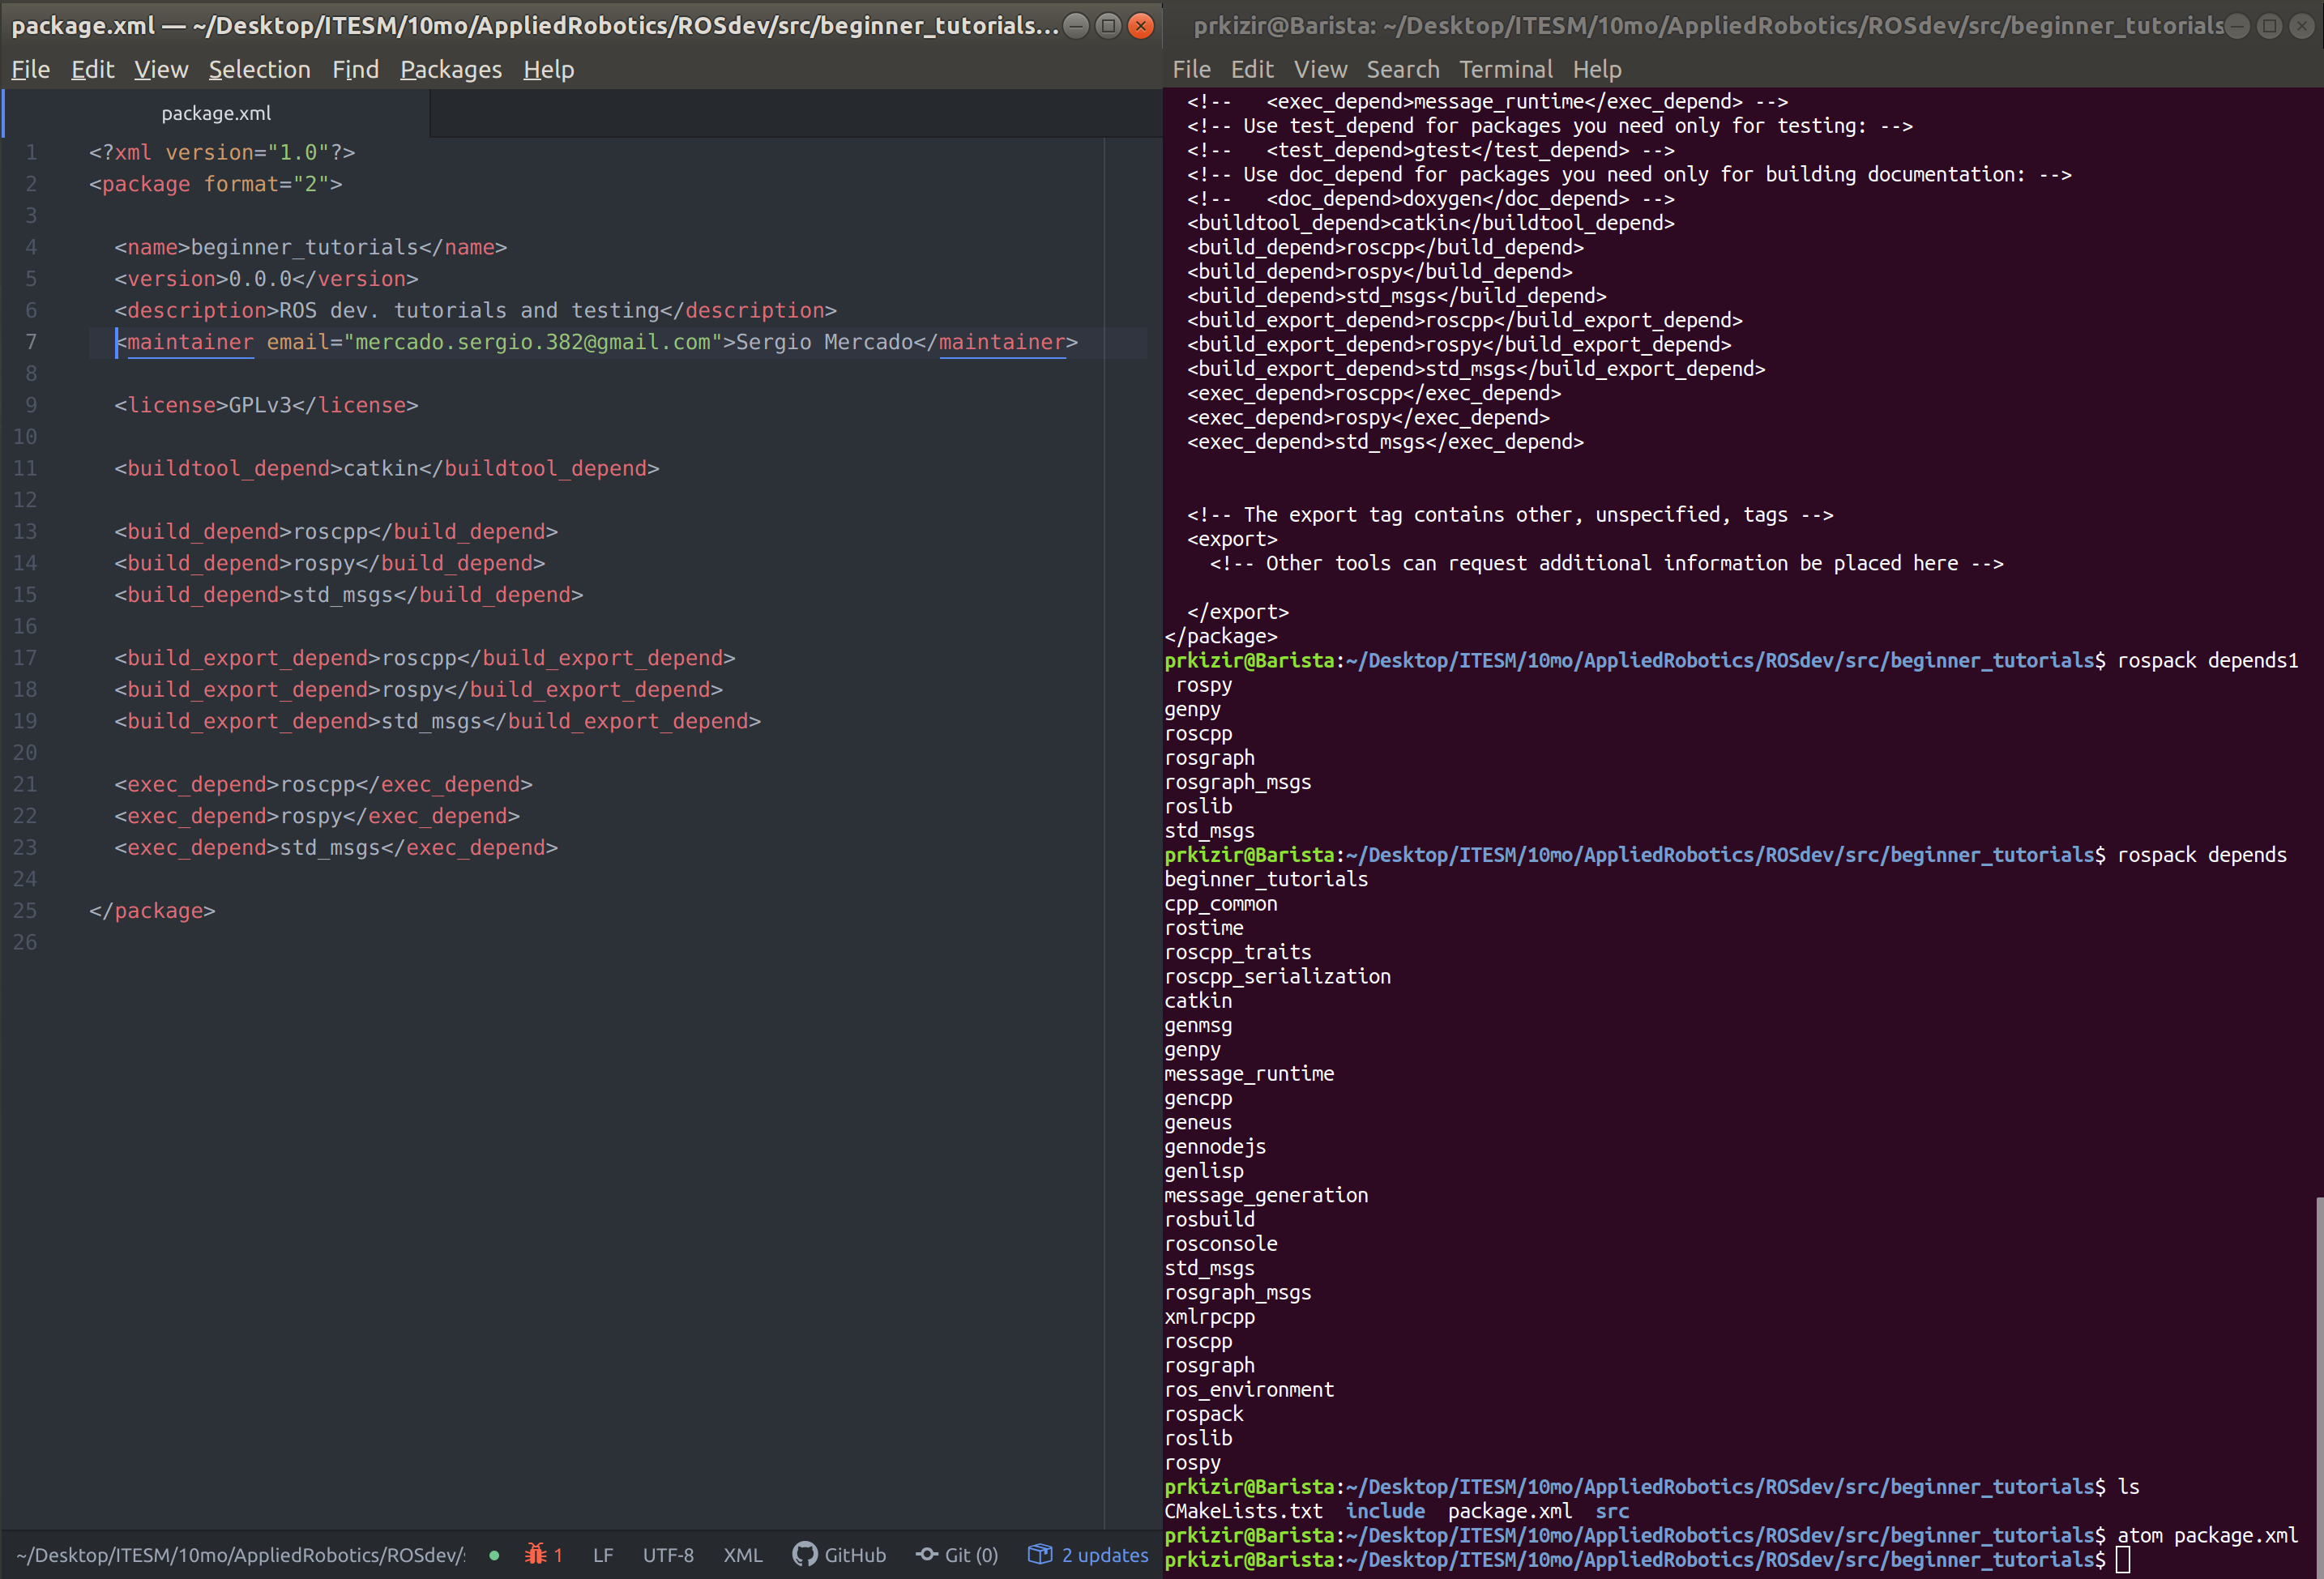 package.xml — ~/Desktop/ITESM/10mo/AppliedRobotics/ROSdev/src/beginner_tutorials...
File Edit View Selection Find Packages Help
package.xml
1 <?xml version="1.0"?>
2 <package format="2">
3
4 <name>beginner_tutorials</name>
5 <version>0.0.0</version>
6 <description>ROS dev. tutorials and testing</description>
7 <maintainer email="mercado.sergio.382@gmail.com">Sergio Mercado</maintainer>
8
9 <license>GPLv3</license>
10
11 <buildtool_depend>catkin</buildtool_depend>
12
13 <build_depend>roscpp</build_depend>
14 <build_depend>rospy</build_depend>
15 <build_depend>std_msgs</build_depend>
16
17 <build_export_depend>roscpp</build_export_depend>
18 <build_export_depend>rospy</build_export_depend>
19 <build_export_depend>std_msgs</build_export_depend>
20
21 <exec_depend>roscpp</exec_depend>
22 <exec_depend>rospy</exec_depend>
23 <exec_depend>std_msgs</exec_depend>
24
25 </package>
26
~/Desktop/ITESM/10mo/AppliedRobotics/ROSdev/ 1 LF UTF-8 XML GitHub Git (0) 2 updates
prkizir@Barista: ~/Desktop/ITESM/10mo/AppliedRobotics/ROSdev/src/beginner_tutorials
File Edit View Search Terminal Help
<!--   <exec_depend>message_runtime</exec_depend> -->
<!-- Use test_depend for packages you need only for testing: -->
<!--   <test_depend>gtest</test_depend> -->
<!-- Use doc_depend for packages you need only for building documentation: -->
<!--   <doc_depend>doxygen</doc_depend> -->
<buildtool_depend>catkin</buildtool_depend>
<build_depend>roscpp</build_depend>
<build_depend>rospy</build_depend>
<build_depend>std_msgs</build_depend>
<build_export_depend>roscpp</build_export_depend>
<build_export_depend>rospy</build_export_depend>
<build_export_depend>std_msgs</build_export_depend>
<exec_depend>roscpp</exec_depend>
<exec_depend>rospy</exec_depend>
<exec_depend>std_msgs</exec_depend>
<!-- The export tag contains other, unspecified, tags -->
<export>
<!-- Other tools can request additional information be placed here -->
</export>
</package>
prkizir@Barista:~/Desktop/ITESM/10mo/AppliedRobotics/ROSdev/src/beginner_tutorials$ rospack depends1
rospy
genpy
roscpp
rosgraph
rosgraph_msgs
roslib
std_msgs
prkizir@Barista:~/Desktop/ITESM/10mo/AppliedRobotics/ROSdev/src/beginner_tutorials$ rospack depends
beginner_tutorials
cpp_common
rostime
roscpp_traits
roscpp_serialization
catkin
genmsg
genpy
message_runtime
gencpp
geneus
gennodejs
genlisp
message_generation
rosbuild
rosconsole
std_msgs
rosgraph_msgs
xmlrpcpp
roscpp
rosgraph
ros_environment
rospack
roslib
rospy
prkizir@Barista:~/Desktop/ITESM/10mo/AppliedRobotics/ROSdev/src/beginner_tutorials$ ls
CMakeLists.txt include package.xml src
prkizir@Barista:~/Desktop/ITESM/10mo/AppliedRobotics/ROSdev/src/beginner_tutorials$ atom package.xml
prkizir@Barista:~/Desktop/ITESM/10mo/AppliedRobotics/ROSdev/src/beginner_tutorials$